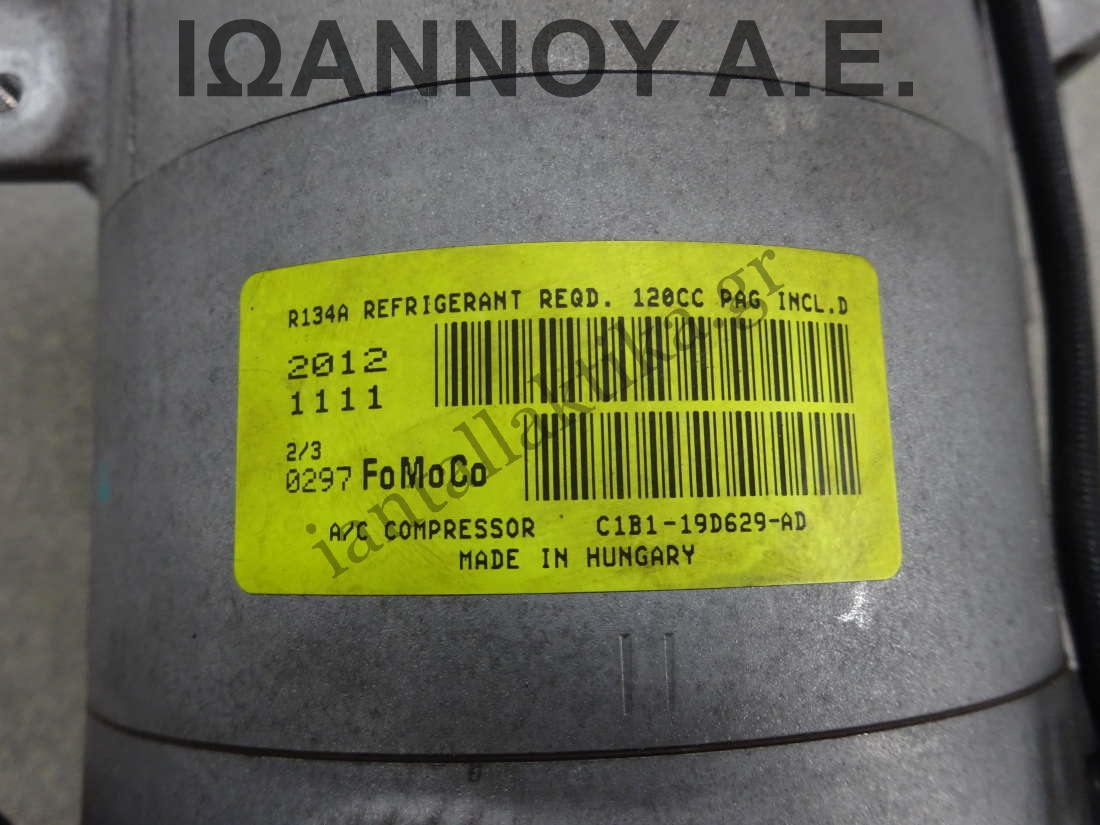 ΙΩΑΝΝΟΥ Α.Ε.
R134A REFRIGERANT REQD. 120CC PAG INCL.D
2012
1111
2/3
0297 FoMoCo
A/C COMPRESSOR C1B1-19D629-AD
MADE IN HUNGARY
iantallaktika.gr